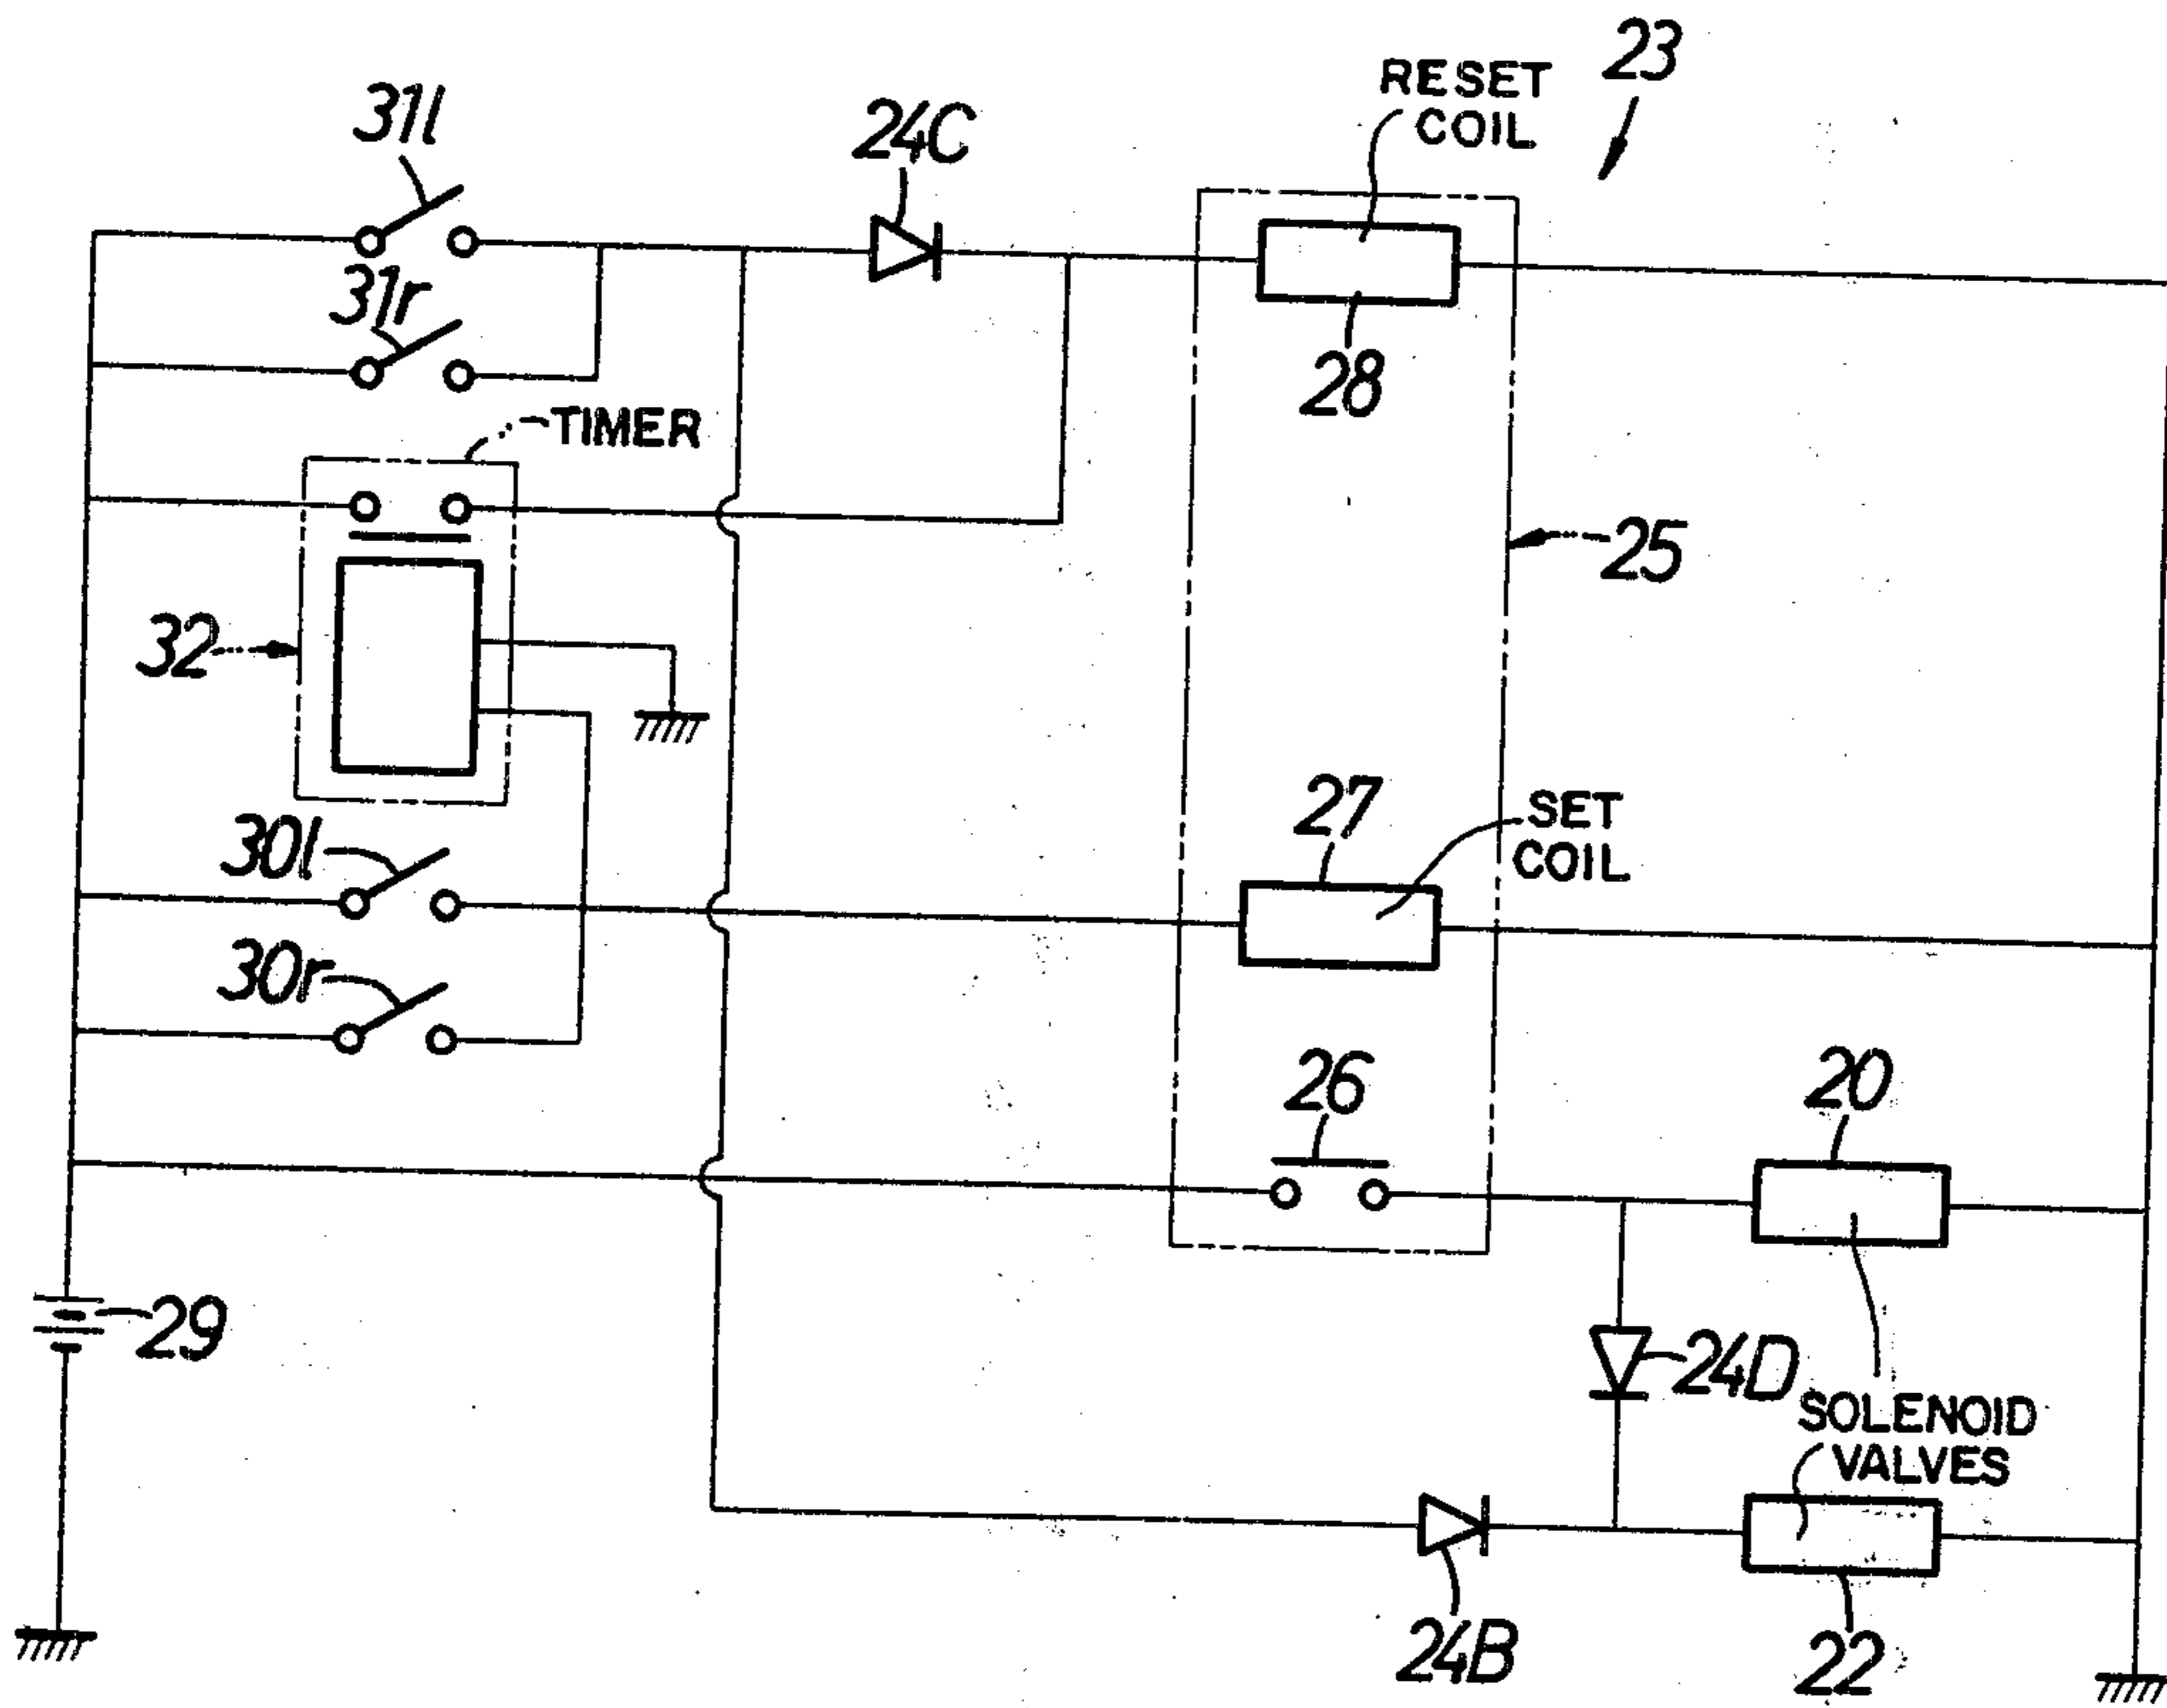 23
RESET
COIL
31l
24C
31r
28
TIMER
25
32
27
SET
COIL
30l
30r
26
20
29
24D
SOLENOID
VALVES
24B
22